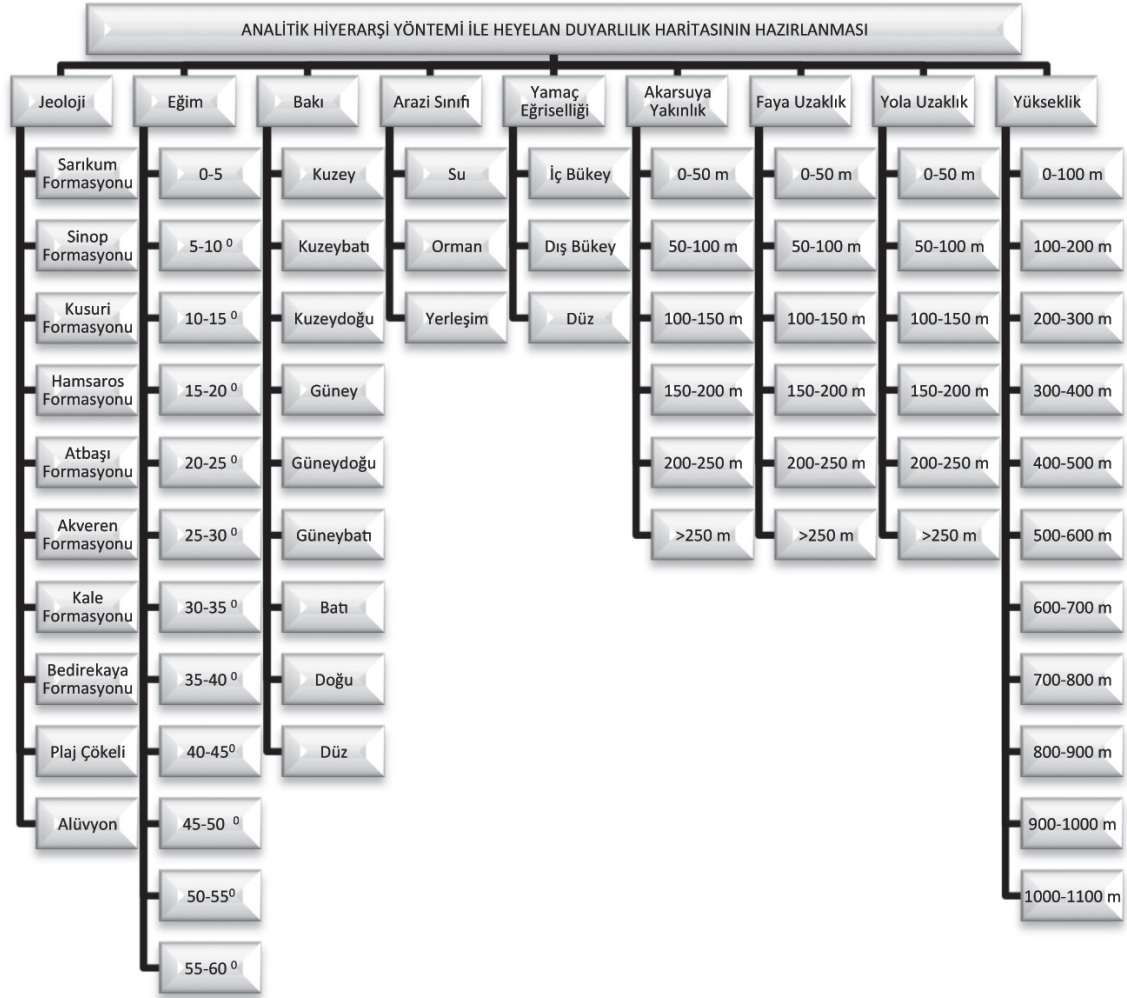 ANALİTİK HİYERARŞİ YÖNTEMİ İLE HEYELAN DUYARLILIK HARİTASININ HAZIRLANMASI
Jeoloji
Sarıkum
Formasyonu
Sinop
Formasyonu
Kusuri
Formasyonu
Hamsaros
Formasyonu
Atbaşı
Formasyonu
Akveren
Formasyonu
Kale
Formasyonu
Bedirekaya
Formasyonu
Plaj Çökeli
Alüvyon
Eğim
0-5
5-10 ⁰
10-15 ⁰
15-20 ⁰
20-25 ⁰
25-30 ⁰
30-35 ⁰
35-40 ⁰
40-45⁰
45-50 ⁰
50-55⁰
55-60 ⁰
Bakı
Kuzey
Kuzeybatı
Kuzeydoğu
Güney
Güneydoğu
Güneybatı
Batı
Doğu
Düz
Arazi Sınıfı
Su
Orman
Yerleşim
Yamaç
Eğriselliği
İç Bükey
Dış Bükey
Düz
Akarsuya
Yakınlık
0-50 m
50-100 m
100-150 m
150-200 m
200-250 m
>250 m
Faya Uzaklık
0-50 m
50-100 m
100-150 m
150-200 m
200-250 m
>250 m
Yola Uzaklık
0-50 m
50-100 m
100-150 m
150-200 m
200-250 m
>250 m
Yükseklik
0-100 m
100-200 m
200-300 m
300-400 m
400-500 m
500-600 m
600-700 m
700-800 m
800-900 m
900-1000 m
1000-1100 m